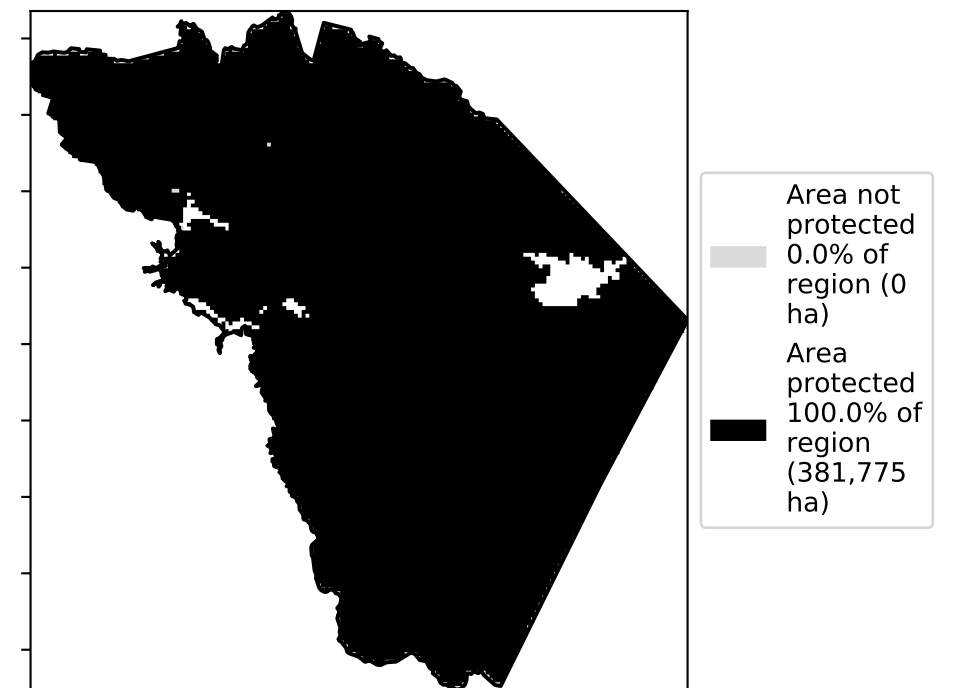 Area not
protected
0.0% of
region (0
ha)
Area
protected
100.0% of
region
(381,775
ha)